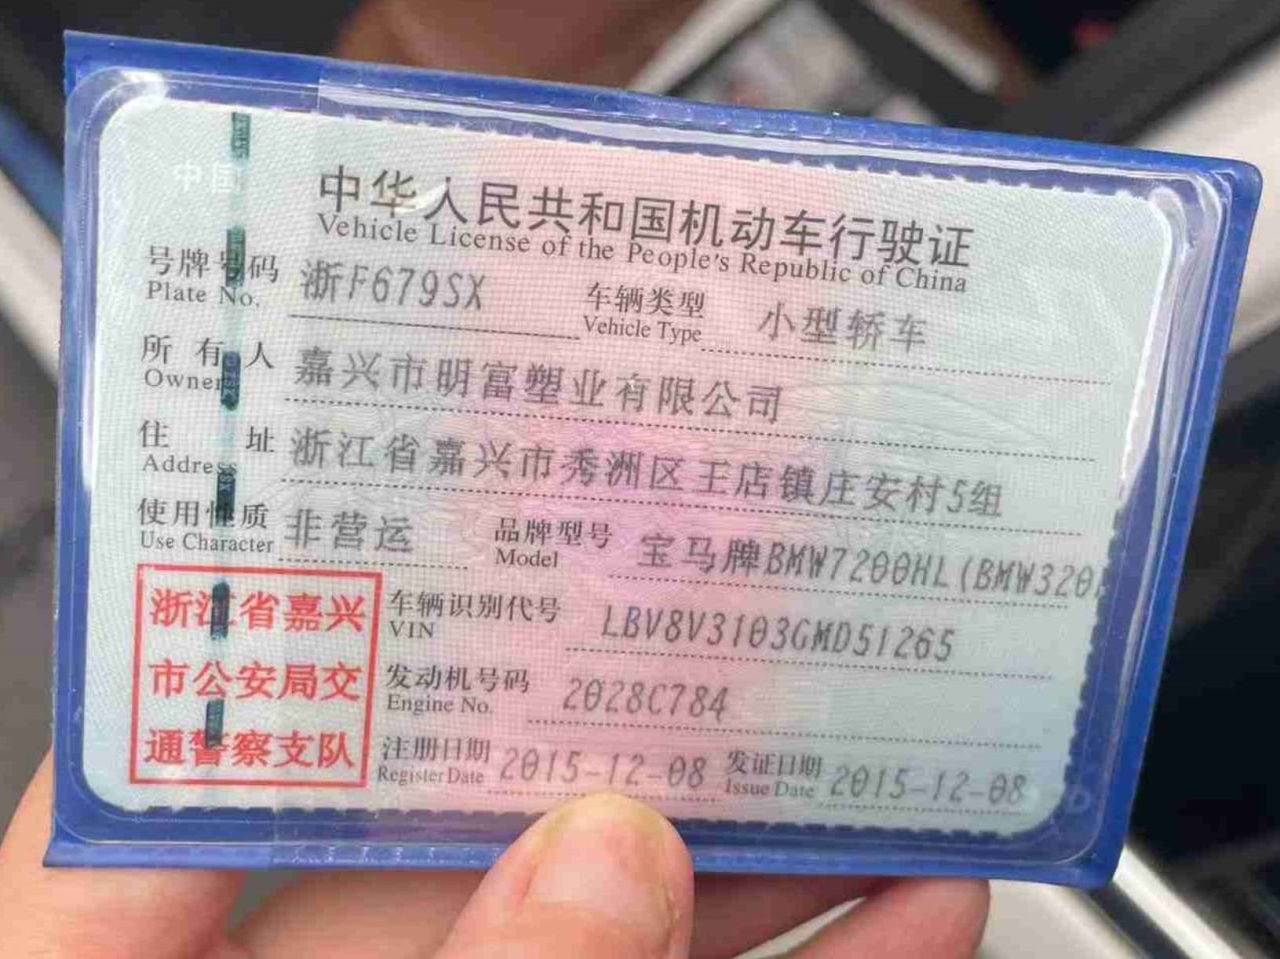 中华人民共和国机动车行驶证
Vehicle License of the People's Republic of China
号牌号码 浙F679SX 车辆类型 小型轿车
Plate No. Vehicle Type
所有人 嘉兴市明富塑业有限公司
Owner
住址 浙江省嘉兴市秀洲区王店镇庄安村5组
Address
使用性质 非营运 品牌型号 宝马牌BMW7200HL(BMW320
Use Character Model
浙江省嘉兴
市公安局交
通警察支队
车辆识别代号 LBV8V3103GMD51265
VIN
发动机号码 2028C784
Engine No.
注册日期 2015-12-08 发证日期 2015-12-08
Register Date Issue Date